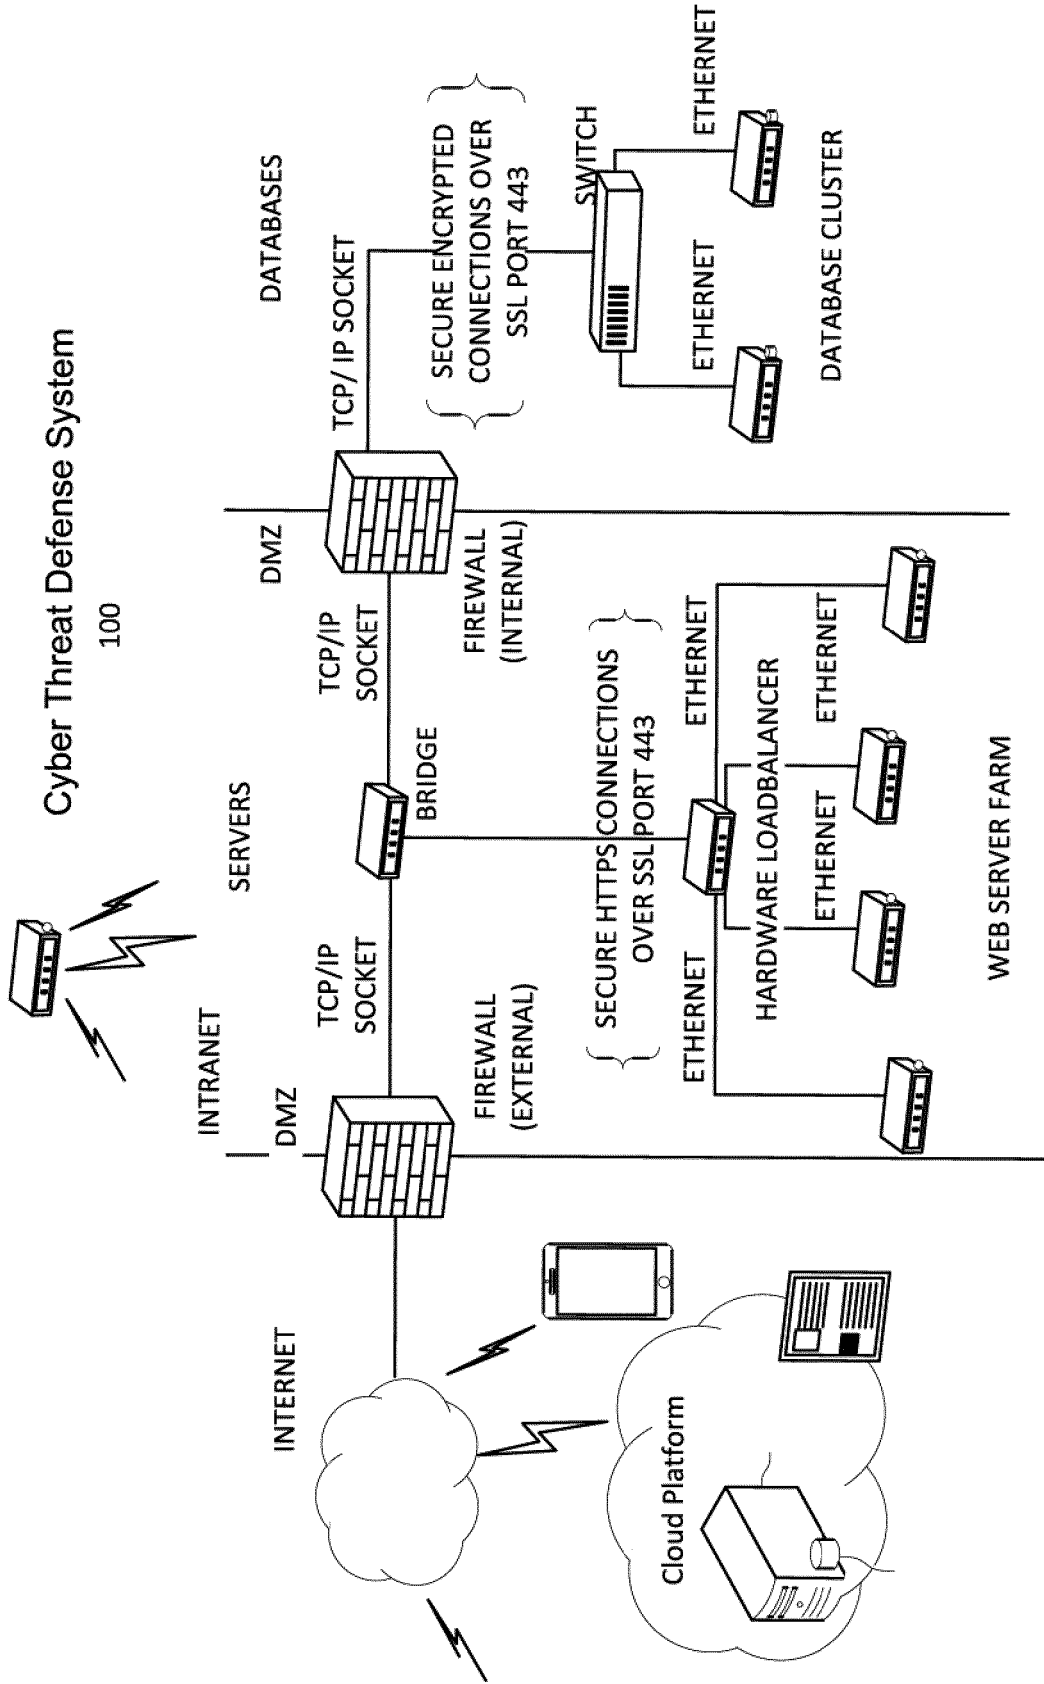 Cyber Threat Defense System
100
INTRANET
INTERNET
DMZ
SERVERS
DMZ
DATABASES
TCP/IP
SOCKET
TCP/IP
SOCKET
TCP/ IP SOCKET
BRIDGE
FIREWALL
(EXTERNAL)
FIREWALL
(INTERNAL)
SECURE ENCRYPTED
CONNECTIONS OVER
SSL PORT 443
SWITCH
SECURE HTTPS CONNECTIONS
OVER SSL PORT 443
ETHERNET
ETHERNET
ETHERNET
ETHERNET
HARDWARE LOADBALANCER
ETHERNET
ETHERNET
DATABASE CLUSTER
WEB SERVER FARM
Cloud Platform